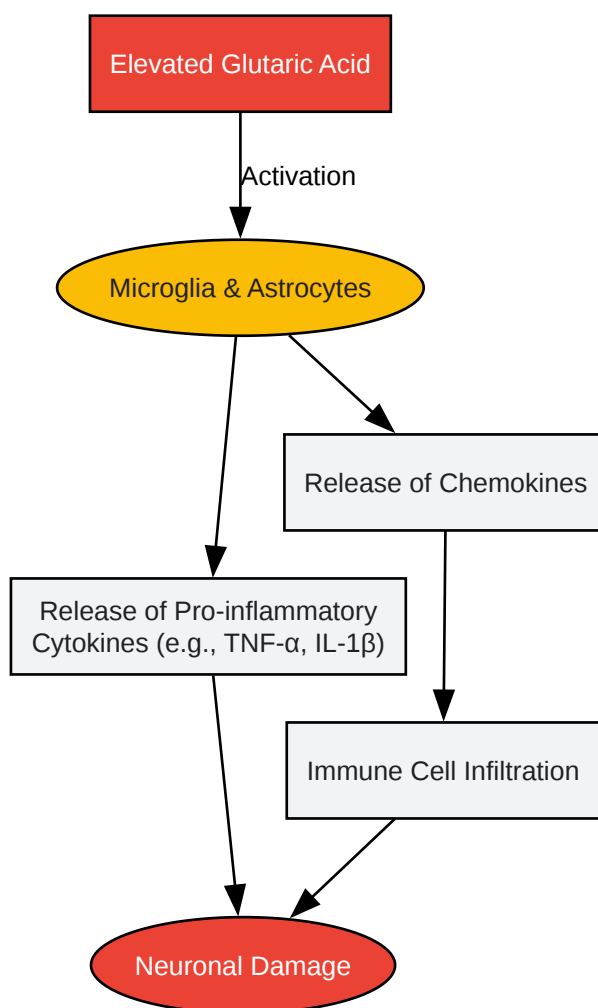 Elevated Glutaric Acid
Activation
Microglia & Astrocytes
Release of Chemokines
Release of Pro-inflammatory
Cytokines (e.g., TNF-α, IL-1β)
Immune Cell Infiltration
Neuronal Damage